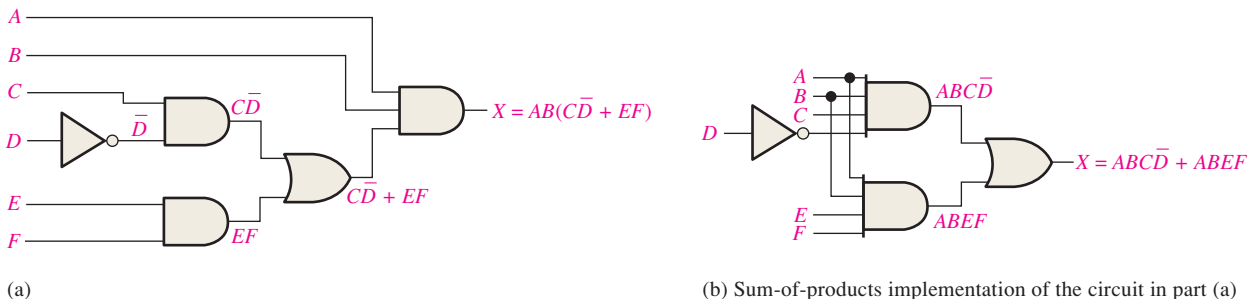 A
B
C
D
D̅
CD̅
E
F
EF
CD̅ + EF
X = AB(CD̅ + EF)
(a)
A
B
C
D
ABCD̅
E
F
ABEF
X = ABCD̅ + ABEF
(b) Sum-of-products implementation of the circuit in part (a)